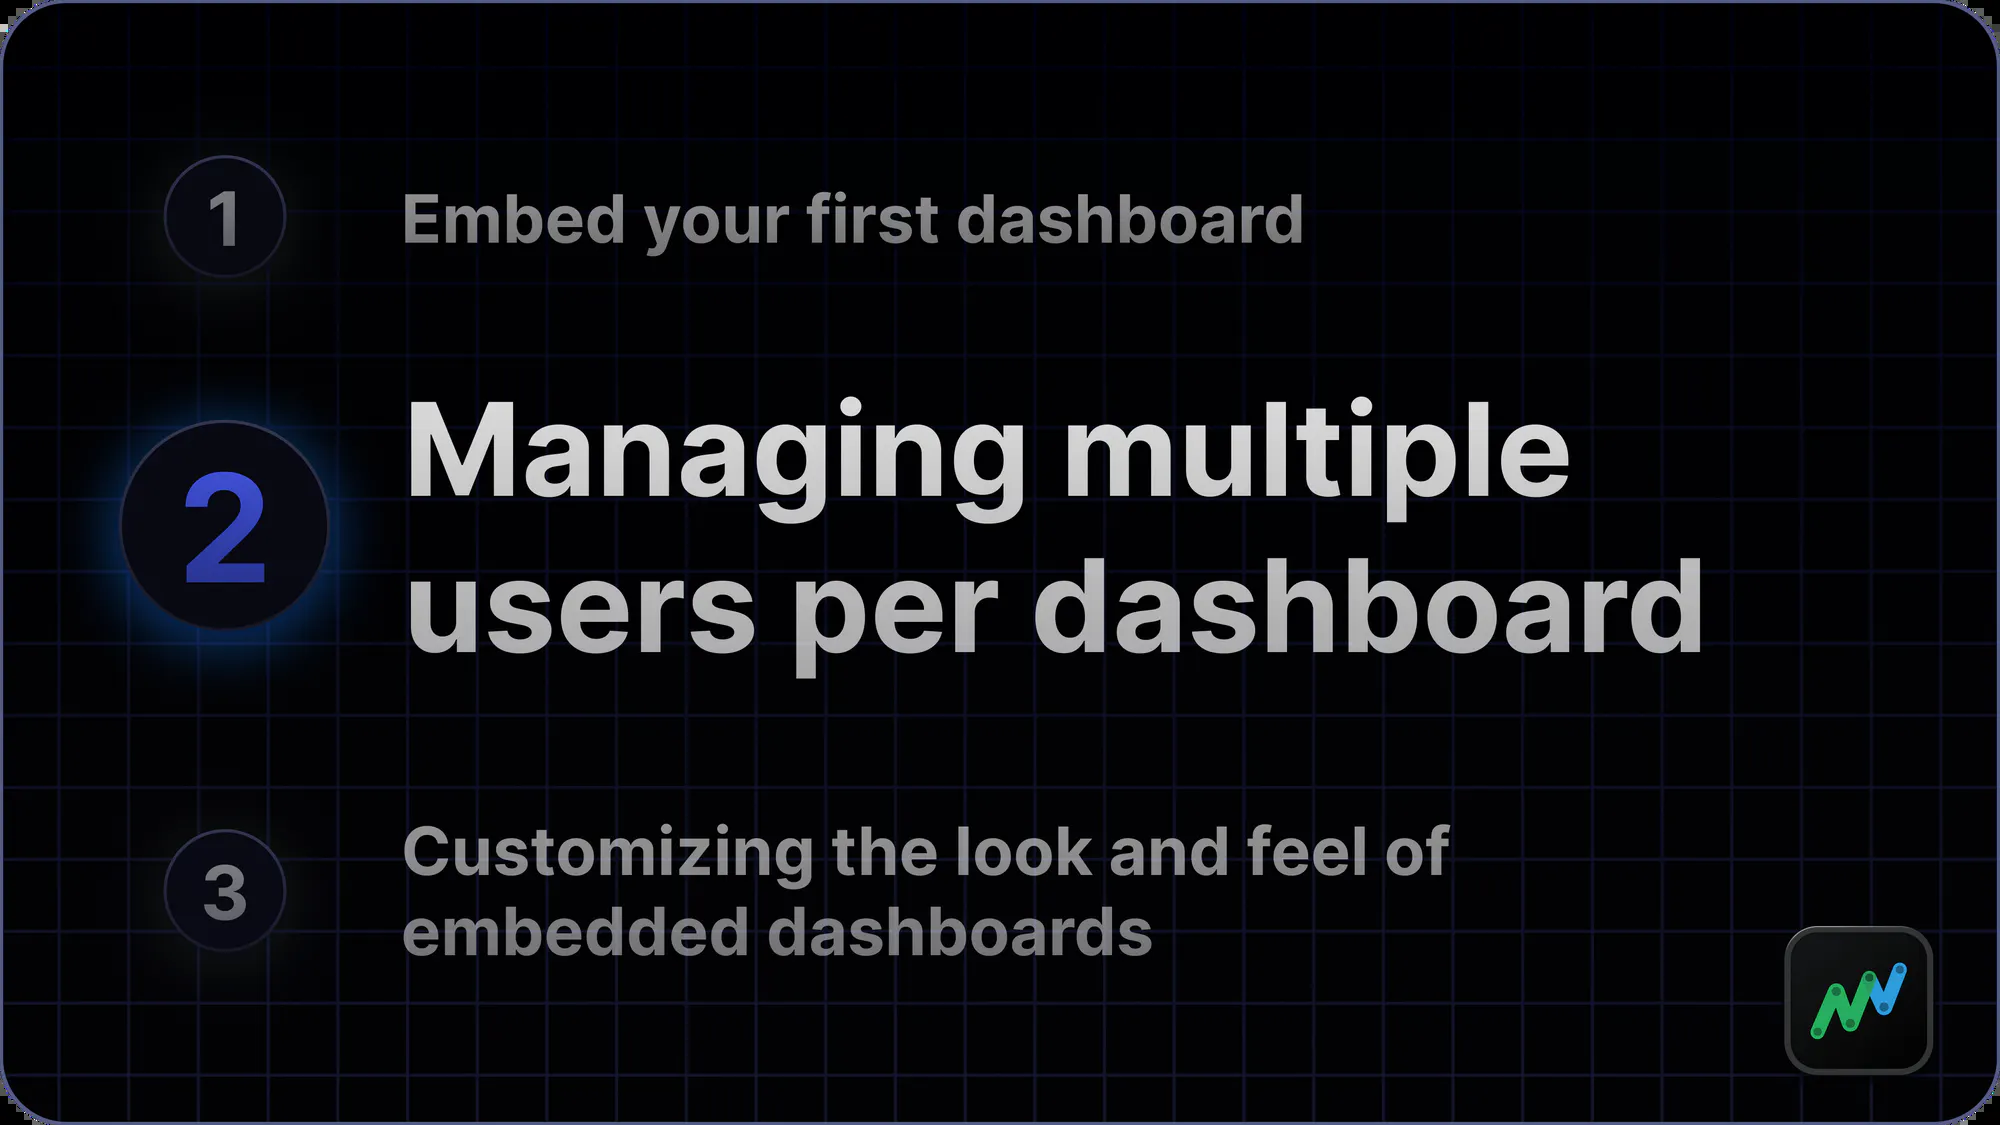 1
Embed your first dashboard
2
Managing multiple
users per dashboard
3
Customizing the look and feel of
embedded dashboards